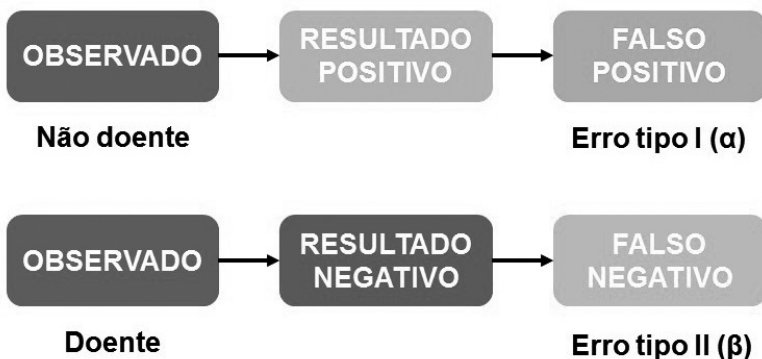 OBSERVADO
RESULTADO
POSITIVO
FALSO
POSITIVO
Não doente
Erro tipo I (α)
OBSERVADO
RESULTADO
NEGATIVO
FALSO
NEGATIVO
Doente
Erro tipo II (β)